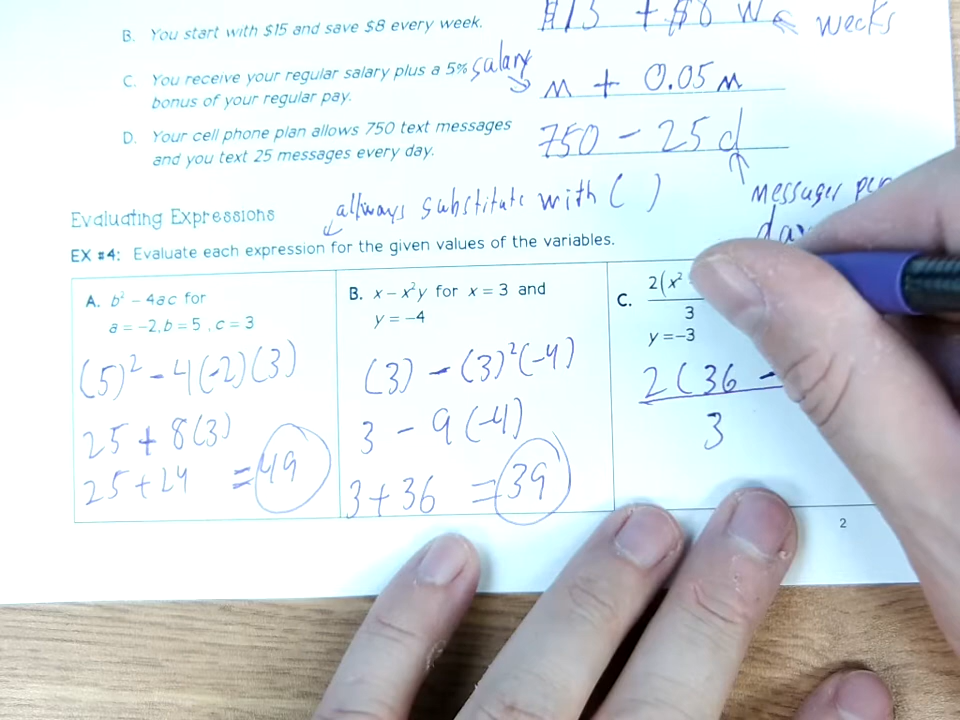 B. You start with $15 and save $8 every week. $15 + $8 W ← weeks
C. You receive your regular salary plus a 5% salary
bonus of your regular pay. M + 0.05 M
D. Your cell phone plan allows 750 text messages 750 - 25 d
and you text 25 messages every day.
messages per
day
Evaluating Expressions allways substitute with ( )
EX #4: Evaluate each expression for the given values of the variables.
A. b² - 4ac for
a = -2, b = 5, c = 3
(5)² - 4(-2)(3)
25 + 8(3)
25 + 24 = 49
B. x - x²y for x = 3 and
y = -4
(3) - (3)²(-4)
3 - 9(-4)
3 + 36 = 39
C. 2(x²
3
y = -3
2(36 -
3
2